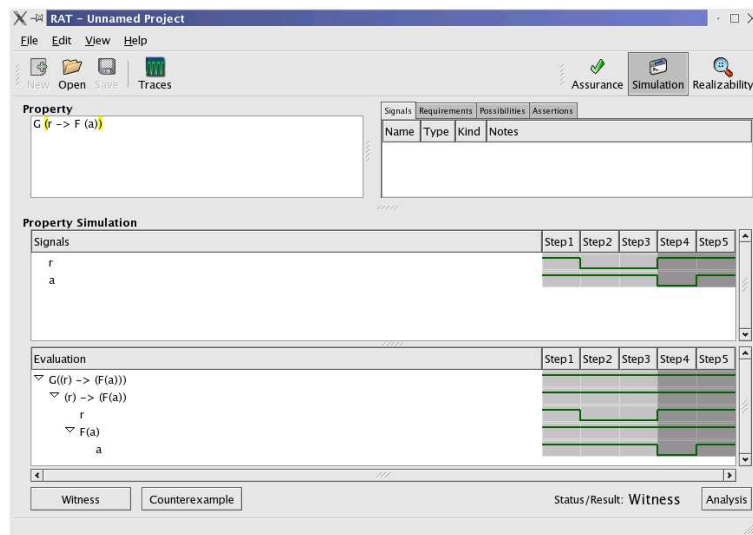 RAT - Unnamed Project
File Edit View Help
New Open Save Traces Assurance Simulation Realizability
Property
G (r -> F (a))
Signals Requirements Possibilities Assertions
Name Type Kind Notes
Property Simulation
Signals Step1 Step2 Step3 Step4 Step5
r
a
Evaluation Step1 Step2 Step3 Step4 Step5
G((r) -> (F(a)))
(r) -> (F(a))
r
F(a)
a
Witness Counterexample Status/Result: Witness Analysis